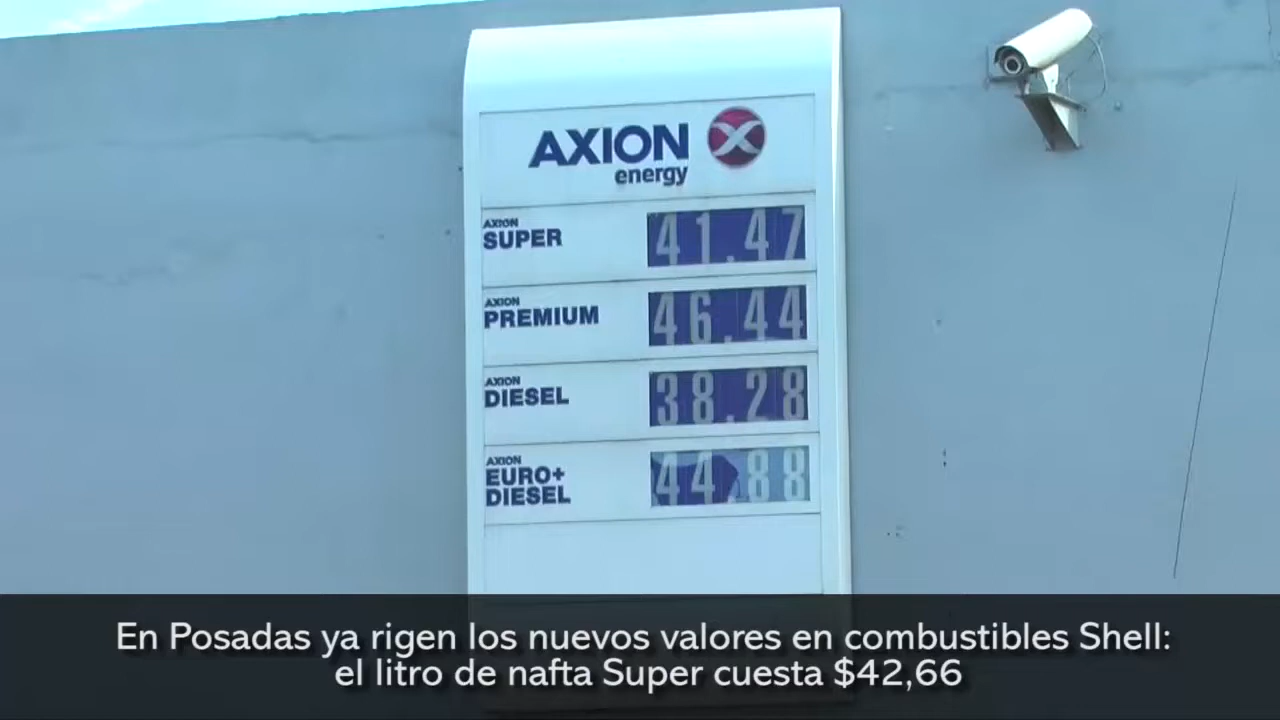 AXION
energy
AXION
SUPER
41.47
AXION
PREMIUM
46.44
AXION
DIESEL
38.28
AXION
EURO+
DIESEL
44.88
En Posadas ya rigen los nuevos valores en combustibles Shell:
el litro de nafta Super cuesta $42,66